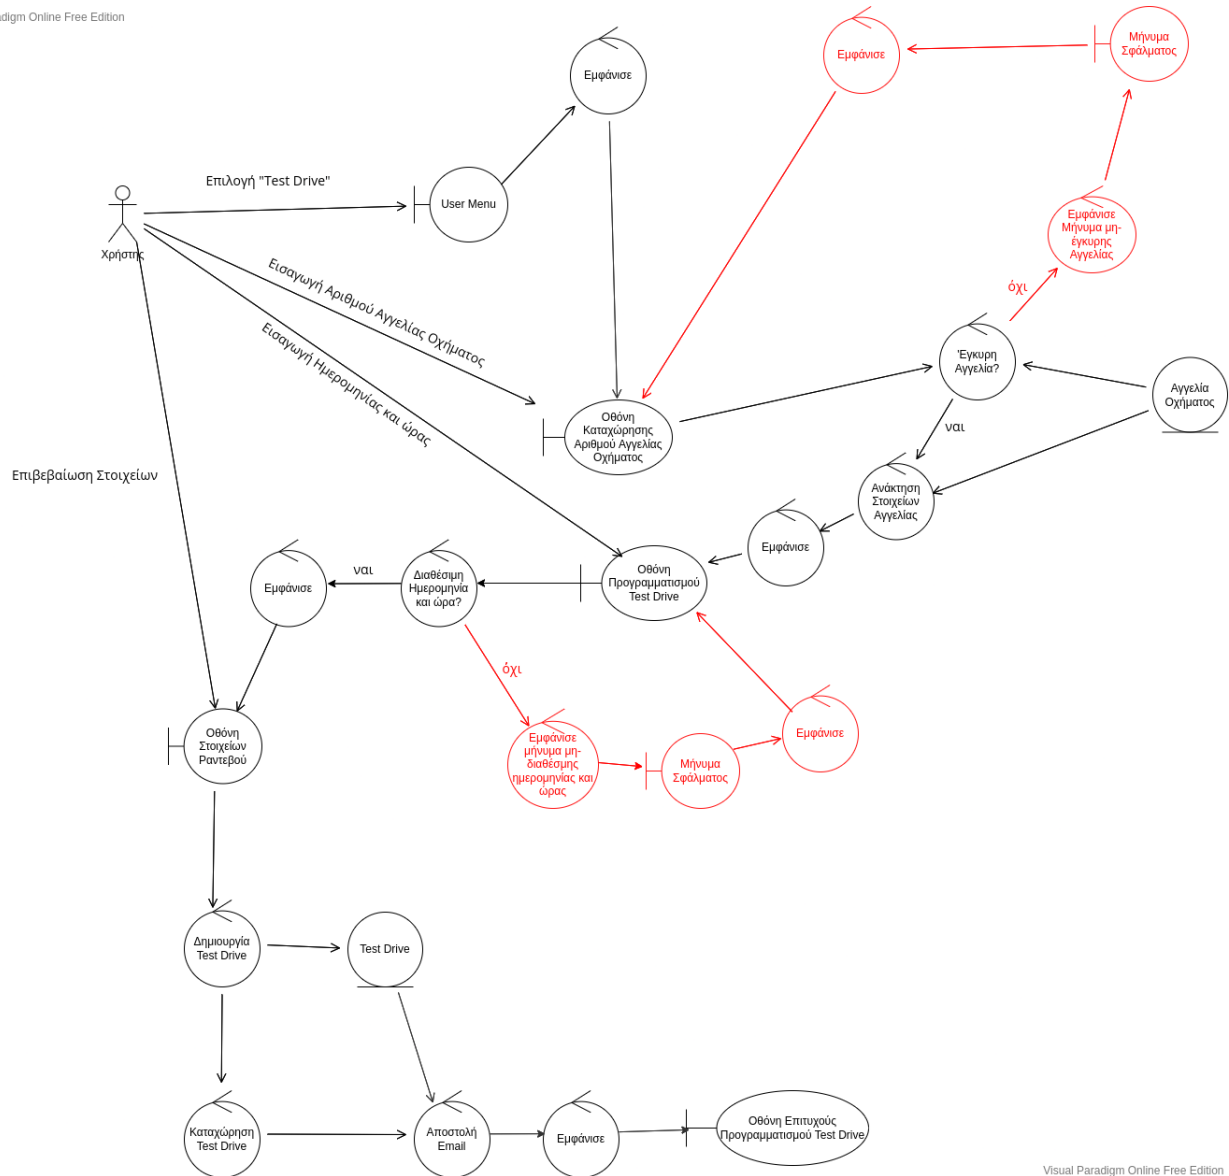 adigm Online Free Edition
Εμφάνισε
Εμφάνισε
Μήνυμα
Σφάλματος
Επιλογή "Test Drive"
User Menu
Χρήστης
Εμφάνισε
Μήνυμα μη-
έγκυρης
Αγγελίας
όχι
Εισαγωγή Αριθμού Αγγελίας Οχήματος
Εισαγωγή Ημερομηνίας και ώρας
Έγκυρη
Αγγελία?
Αγγελία
Οχήματος
Οθόνη
Καταχώρησης
Αριθμού Αγγελίας
Οχήματος
ναι
Επιβεβαίωση Στοιχείων
Ανάκτηση
Στοιχείων
Αγγελίας
Εμφάνισε
Οθόνη
Προγραμματισμού
Test Drive
Διαθέσιμη
Ημερομηνία
και ώρα?
ναι
Εμφάνισε
όχι
Οθόνη
Στοιχείων
Ραντεβού
Εμφάνισε
μήνυμα μη-
διαθέσμης
ημερομηνίας και
ώρας
Μήνυμα
Σφάλματος
Εμφάνισε
Δημιουργία
Test Drive
Test Drive
Καταχώρηση
Test Drive
Αποστολή
Email
Εμφάνισε
Οθόνη Επιτυχούς
Προγραμματισμού Test Drive
Visual Paradigm Online Free Edition